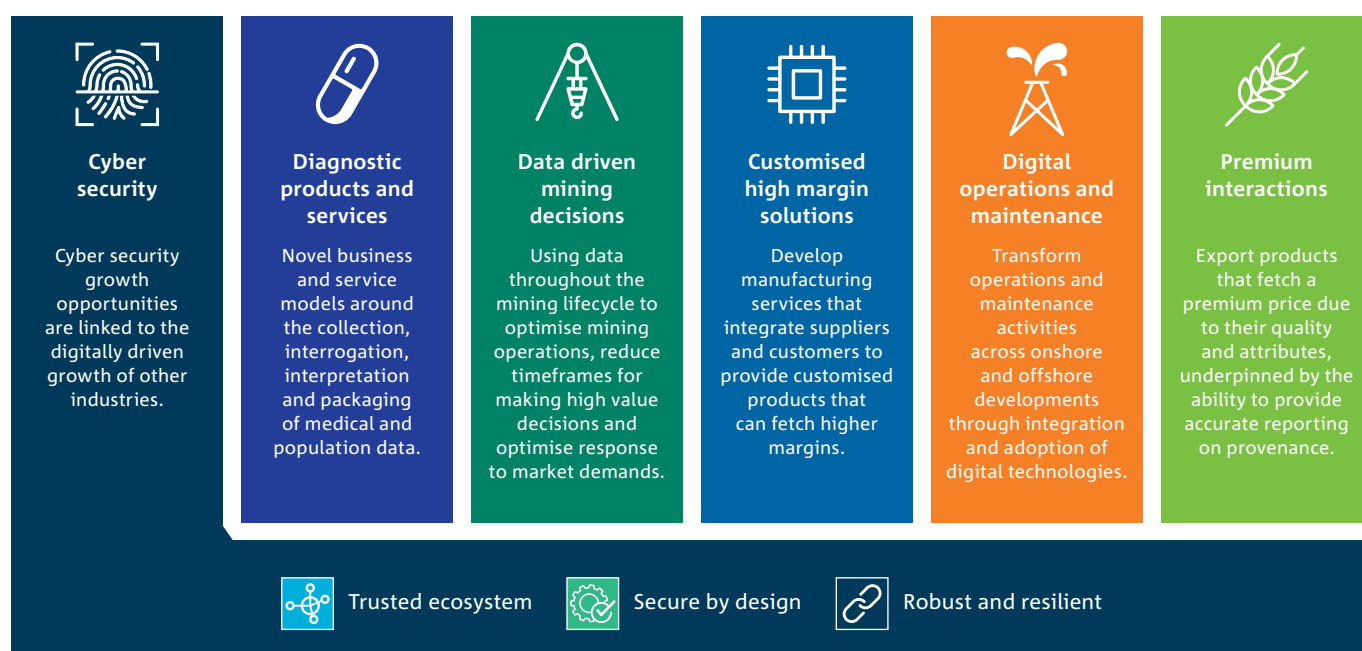 Cyber
security
Cyber security
growth
opportunities
are linked to the
digitally driven
growth of other
industries.
Diagnostic
products and
services
Novel business
and service
models around
the collection,
interrogation,
interpretation
and packaging
of medical and
population data.
Data driven
mining
decisions
Using data
throughout the
mining lifecycle to
optimise mining
operations, reduce
timeframes for
making high value
decisions and
optimise response
to market demands.
Customised
high margin
solutions
Develop
manufacturing
services that
integrate suppliers
and customers to
provide customised
products that
can fetch higher
margins.
Digital
operations and
maintenance
Transform
operations and
maintenance
activities
across onshore
and offshore
developments
through integration
and adoption of
digital technologies.
Premium
interactions
Export products
that fetch a
premium price due
to their quality
and attributes,
underpinned by the
ability to provide
accurate reporting
on provenance.
Trusted ecosystem
Secure by design
Robust and resilient